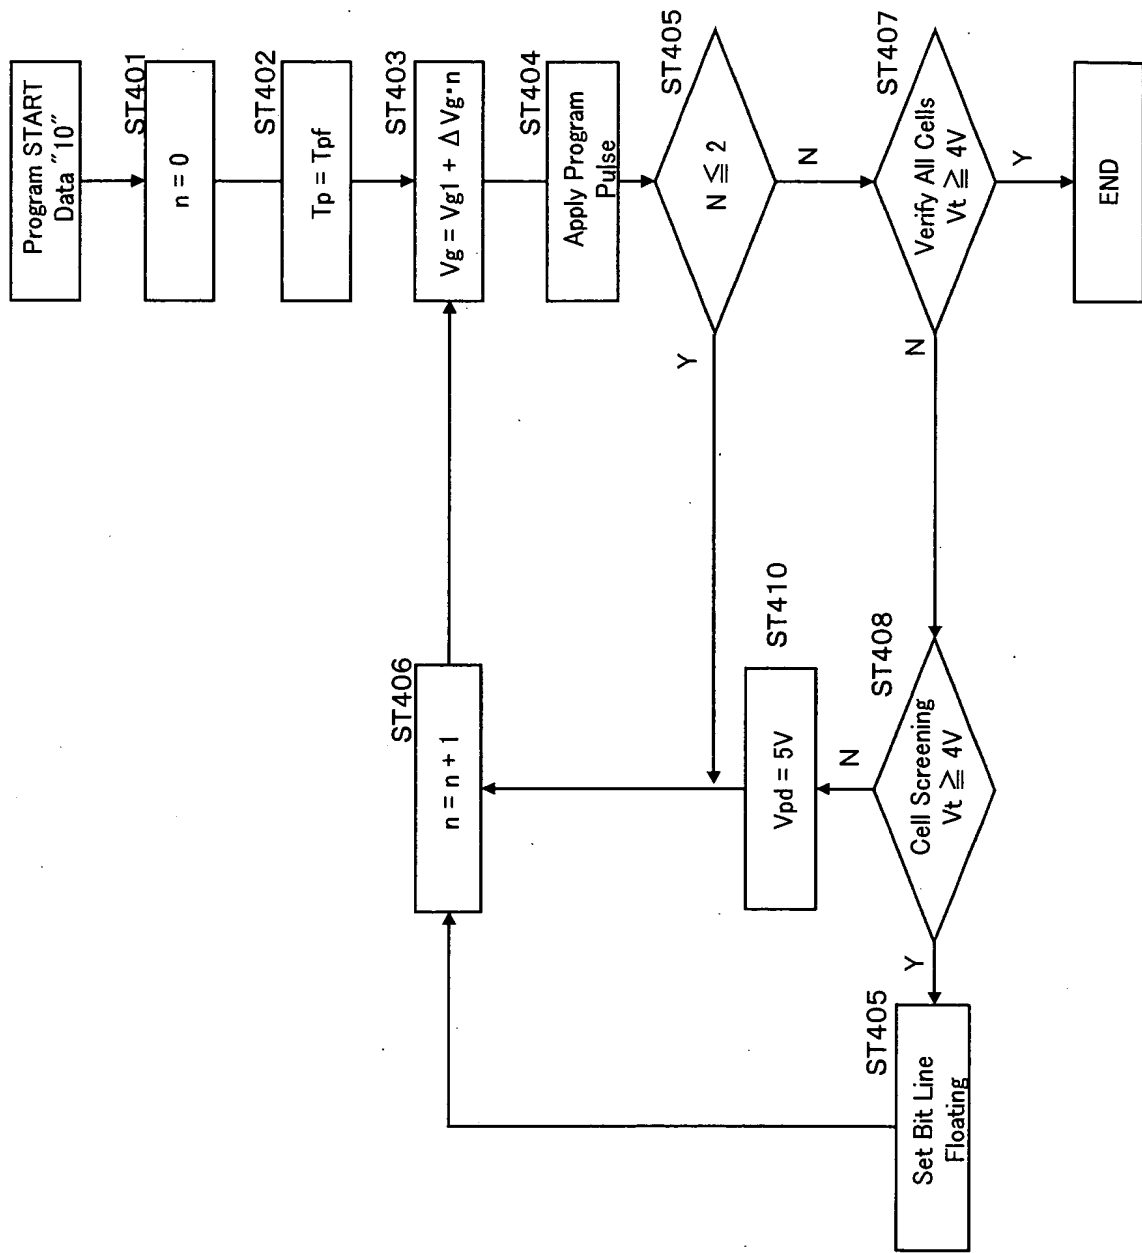 Program START
Data "10"
ST401
n = 0
ST402
Tp = Tpf
ST403
Vg = Vg1 + Δ Vg·n
ST404
Apply Program
Pulse
ST405
N ≦ 2
Y
N
ST407
Verify All Cells
Vt ≧ 4V
N
Y
END
ST406
n = n + 1
ST410
Vpd = 5V
ST408
Cell Screening
Vt ≧ 4V
N
Y
ST405
Set Bit Line
Floating